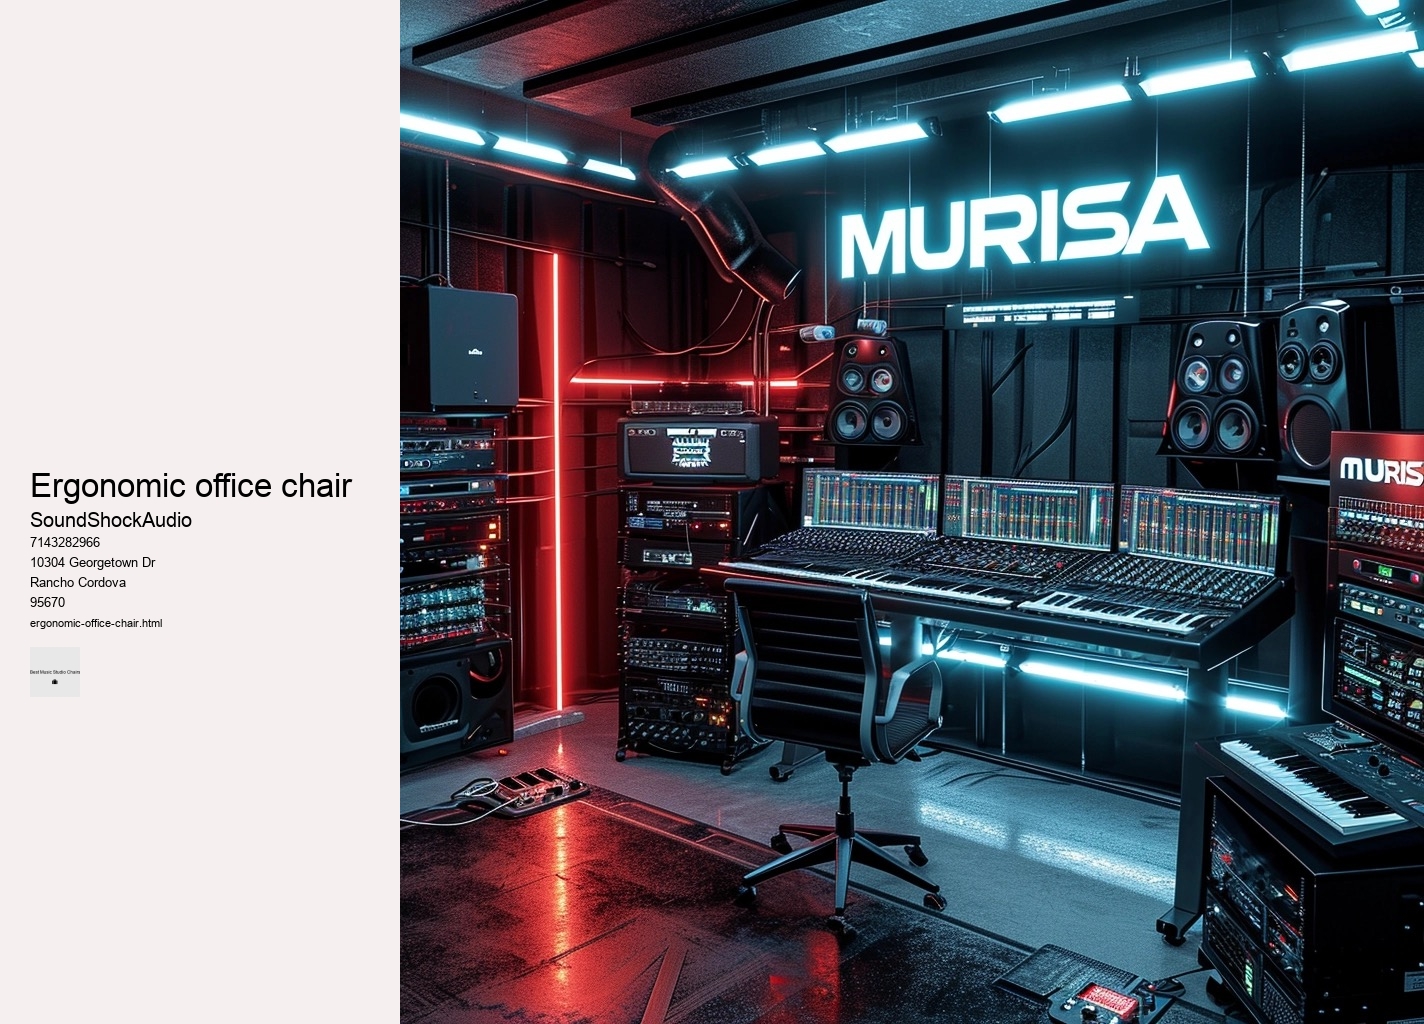 Ergonomic office chair
SoundShockAudio
7143282966
10304 Georgetown Dr
Rancho Cordova
95670
ergonomic-office-chair.html
Best Music Studio Chairs
MURISA
MURIS